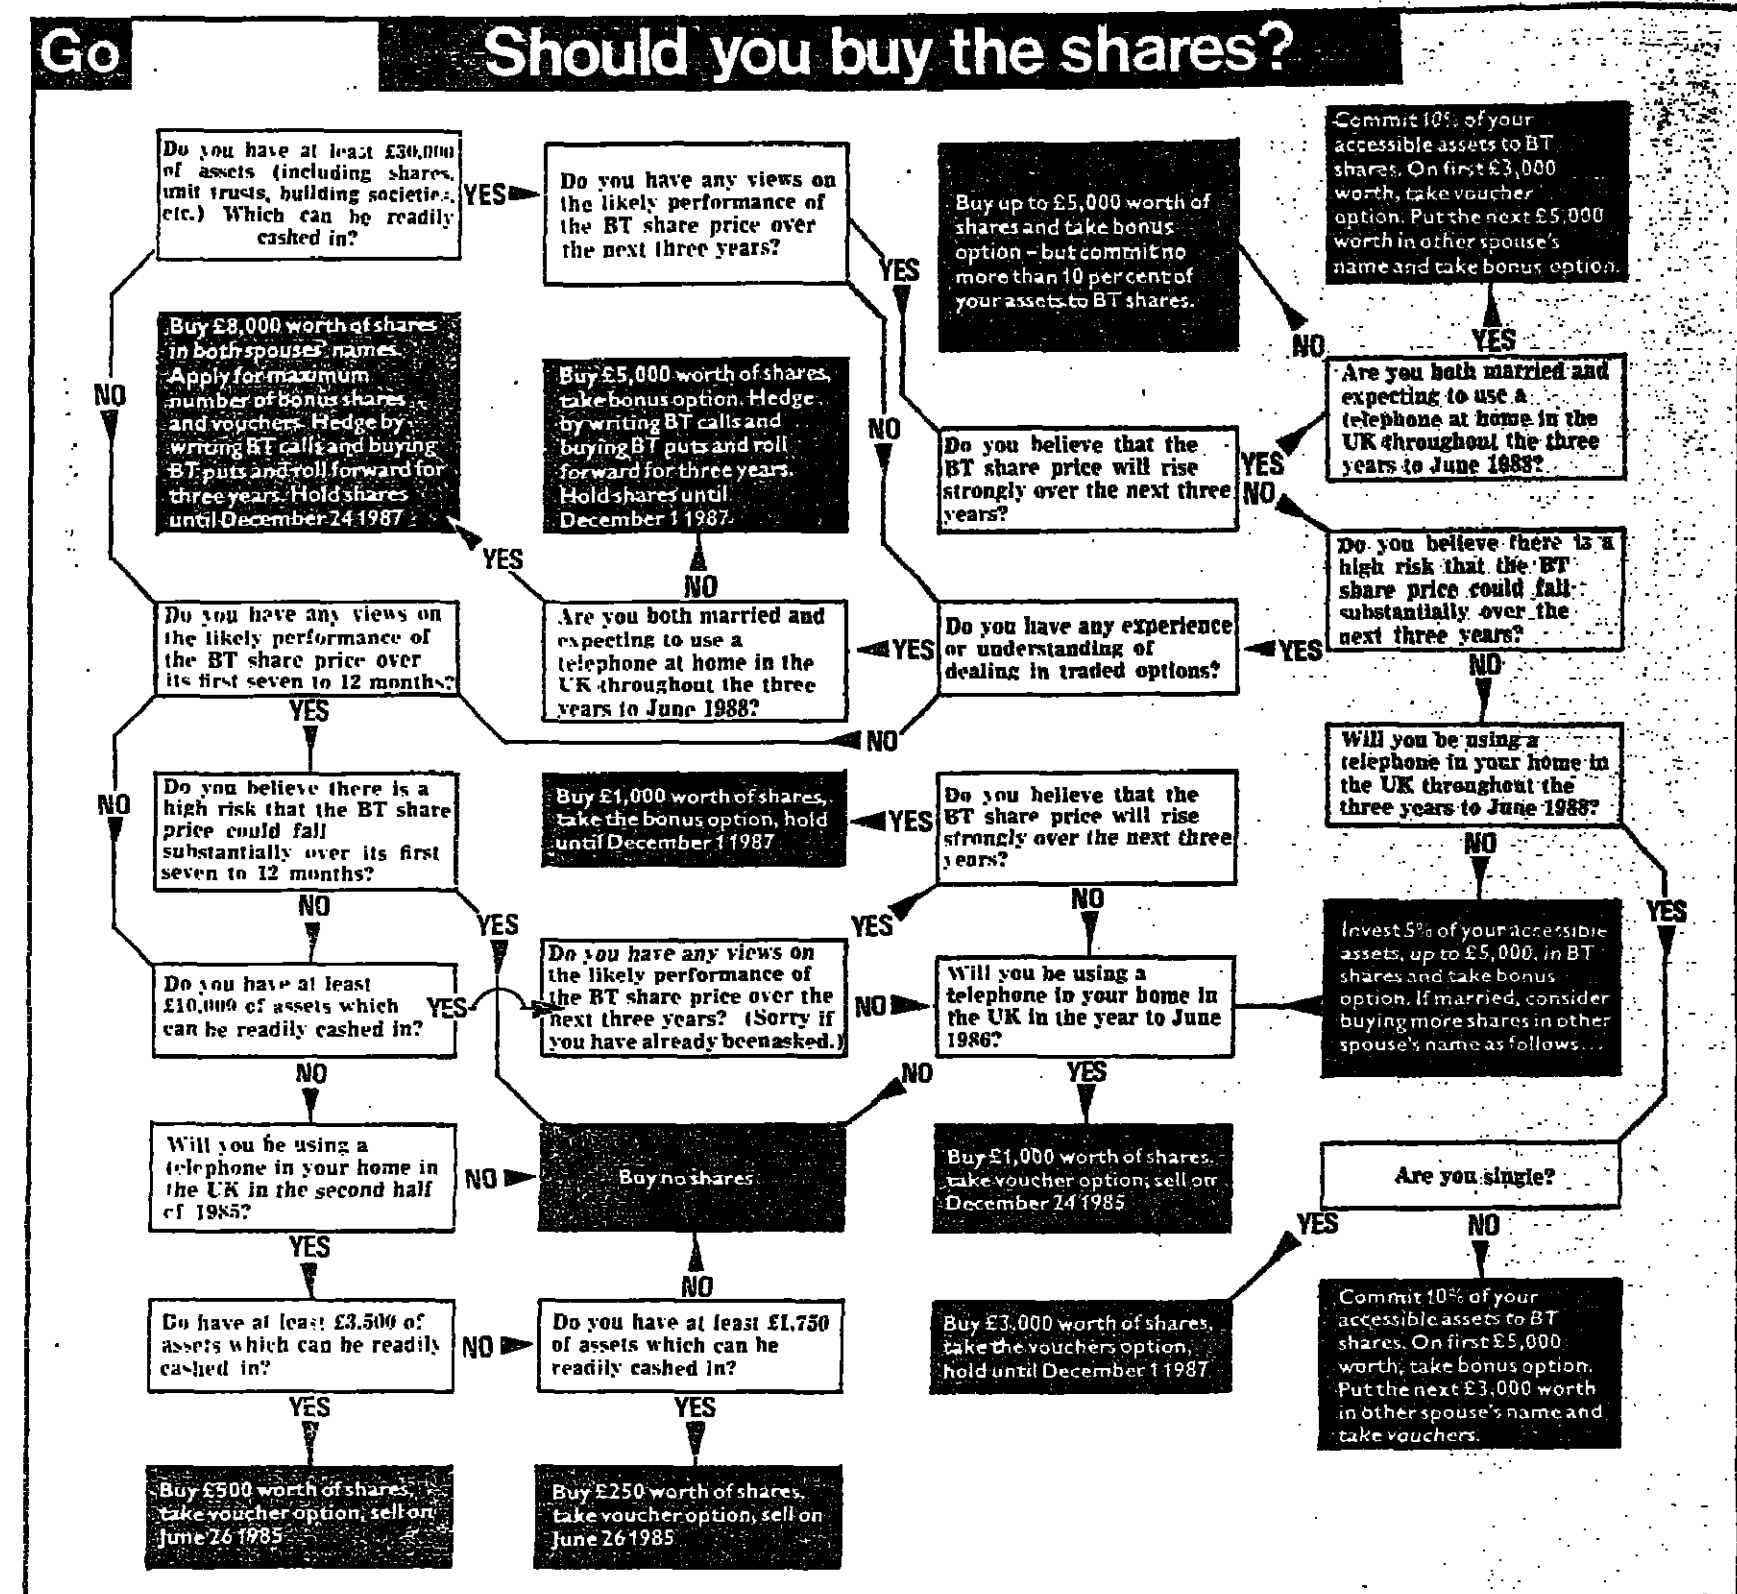 Go
Should you buy the shares?
Do you have at least £30,000
of assets (including shares,
unit trusts, building societies,
etc.) Which can be readily
cashed in?
YES
Do you have any views on
the likely performance of
the BT share price over
the next three years?
YES
NO
NO
Buy up to £5,000 worth of
shares and take bonus
option – but commit no
more than 10 per cent of
your assets to BT shares.
NO
Commit 10% of your
accessible assets to BT
shares. On first £3,000
worth, take voucher
option. Put the next £5,000
worth in other spouse's
name and take bonus option.
YES
Buy £8,000 worth of shares
in both spouses' names.
Apply for maximum
number of bonus shares
and vouchers. Hedge by
writing BT calls and buying
BT puts and roll forward for
three years. Hold shares
until December 24 1987
YES
Buy £5,000 worth of shares,
take bonus option. Hedge
by writing BT calls and
buying BT puts and roll
forward for three years.
Hold shares until
December 1 1987.
NO
Do you believe that the
BT share price will rise
strongly over the next three
years?
YES
NO
Are you both married and
expecting to use a
telephone at home in the
UK throughout the three
years to June 1988?
Do you believe there is a
high risk that the BT
share price could fall
substantially over the
next three years?
YES
NO
Do you have any views on
the likely performance of
the BT share price over
its first seven to 12 months?
YES
NO
Are you both married and
expecting to use a
telephone at home in the
UK throughout the three
years to June 1988?
YES
Do you have any experience
or understanding of
dealing in traded options?
NO
Will you be using a
telephone in your home in
the UK throughout the
three years to June 1988?
NO
YES
Do you believe there is a
high risk that the BT share
price could fall
substantially over its first
seven to 12 months?
NO
YES
Buy £1,000 worth of shares,
take the bonus option, hold
until December 1 1987
YES
Do you believe that the
BT share price will rise
strongly over the next three
years?
NO
YES
Do you have at least
£10,000 of assets which
can be readily cashed in?
YES
NO
Do you have any views on
the likely performance of
the BT share price over the
next three years? (Sorry if
you have already beenasked.)
NO
Will you be using a
telephone in your home in
the UK in the year to June
1986?
YES
NO
Invest 5% of your accessible
assets, up to £5,000, in BT
shares and take bonus
option. If married, consider
buying more shares in other
spouse's name as follows...
Will you be using a
telephone in your home in
the UK in the second half
of 1985?
NO
YES
Buy no shares
NO
Buy £1,000 worth of shares,
take voucher option, sell on
December 24 1985
Are you single?
YES
NO
Do have at least £3,500 of
assets which can be readily
cashed in?
NO
YES
Do you have at least £1,750
of assets which can be
readily cashed in?
YES
Buy £3,000 worth of shares,
take the vouchers option,
hold until December 1 1987
Commit 10% of your
accessible assets to BT
shares. On first £5,000
worth, take bonus option.
Put the next £3,000 worth
in other spouse's name and
take vouchers.
Buy £500 worth of shares,
take voucher option, sell on
June 26 1985
Buy £250 worth of shares,
take voucher option, sell on
June 26 1985